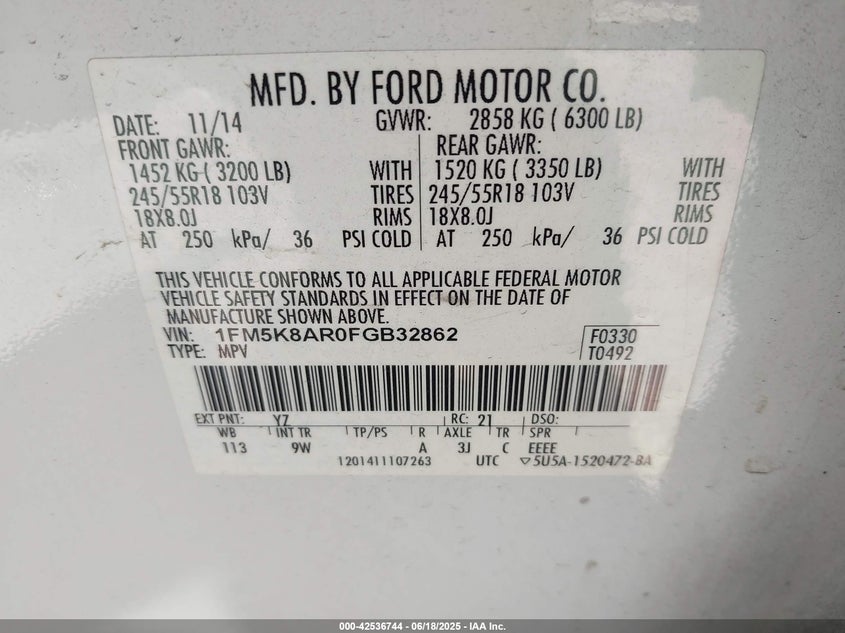 MFD. BY FORD MOTOR CO.
DATE: 11/14 GVWR: 2858 KG ( 6300 LB)
FRONT GAWR: REAR GAWR:
1452 KG ( 3200 LB) WITH 1520 KG ( 3350 LB) WITH
245/55R18 103V TIRES 245/55R18 103V TIRES
18X8.0J RIMS 18X8.0J RIMS
AT 250 kPa/ 36 PSI COLD AT 250 kPa/ 36 PSI COLD
THIS VEHICLE CONFORMS TO ALL APPLICABLE FEDERAL MOTOR
VEHICLE SAFETY STANDARDS IN EFFECT ON THE DATE OF
MANUFACTURE SHOWN ABOVE.
VIN: 1FM5K8AR0FGB32862 F0330
TYPE: MPV T0492
EXT PNT: YZ RC: 21 DSO:
WB INT TR TP/PS R AXLE TR SPR
113 9W A 3J C EEEE
1201411107263 UTC ▽5U5A-1520472-BA
000-42536744 - 06/18/2025 - IAA Inc.